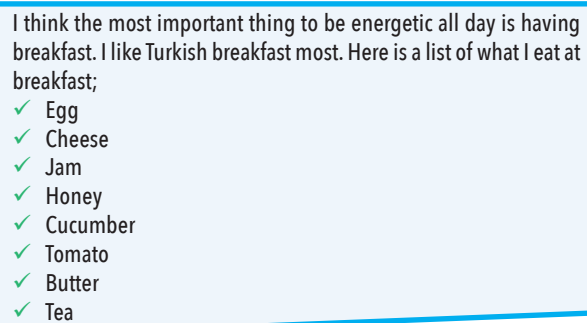 I think the most important thing to be energetic all day is having
breakfast. I like Turkish breakfast most. Here is a list of what I eat at
breakfast;
✓ Egg
✓ Cheese
✓ Jam
✓ Honey
✓ Cucumber
✓ Tomato
✓ Butter
✓ Tea